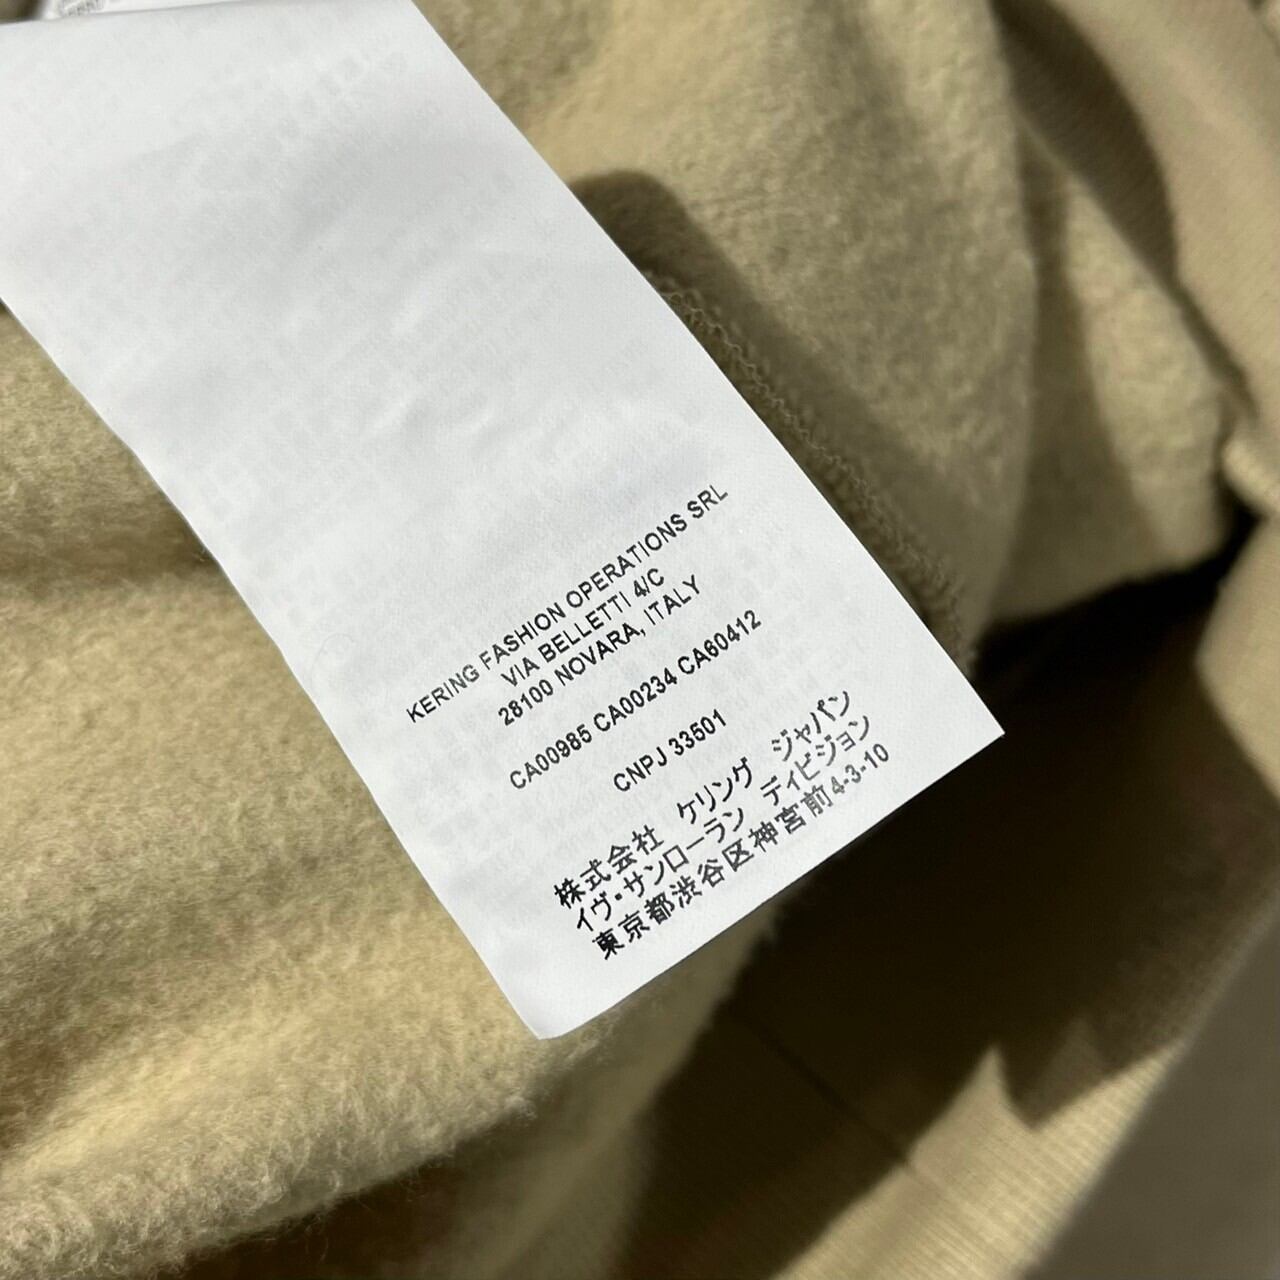 KERING FASHION OPERATIONS SRL
VIA BELLETTI 4/C
28100 NOVARA, ITALY
CA00985 CA00234 CA60412
CNPJ 33501
株式会社 ケリング ジャパン
イヴ・サンローラン ディビジョン
東京都渋谷区神宮前4-3-10